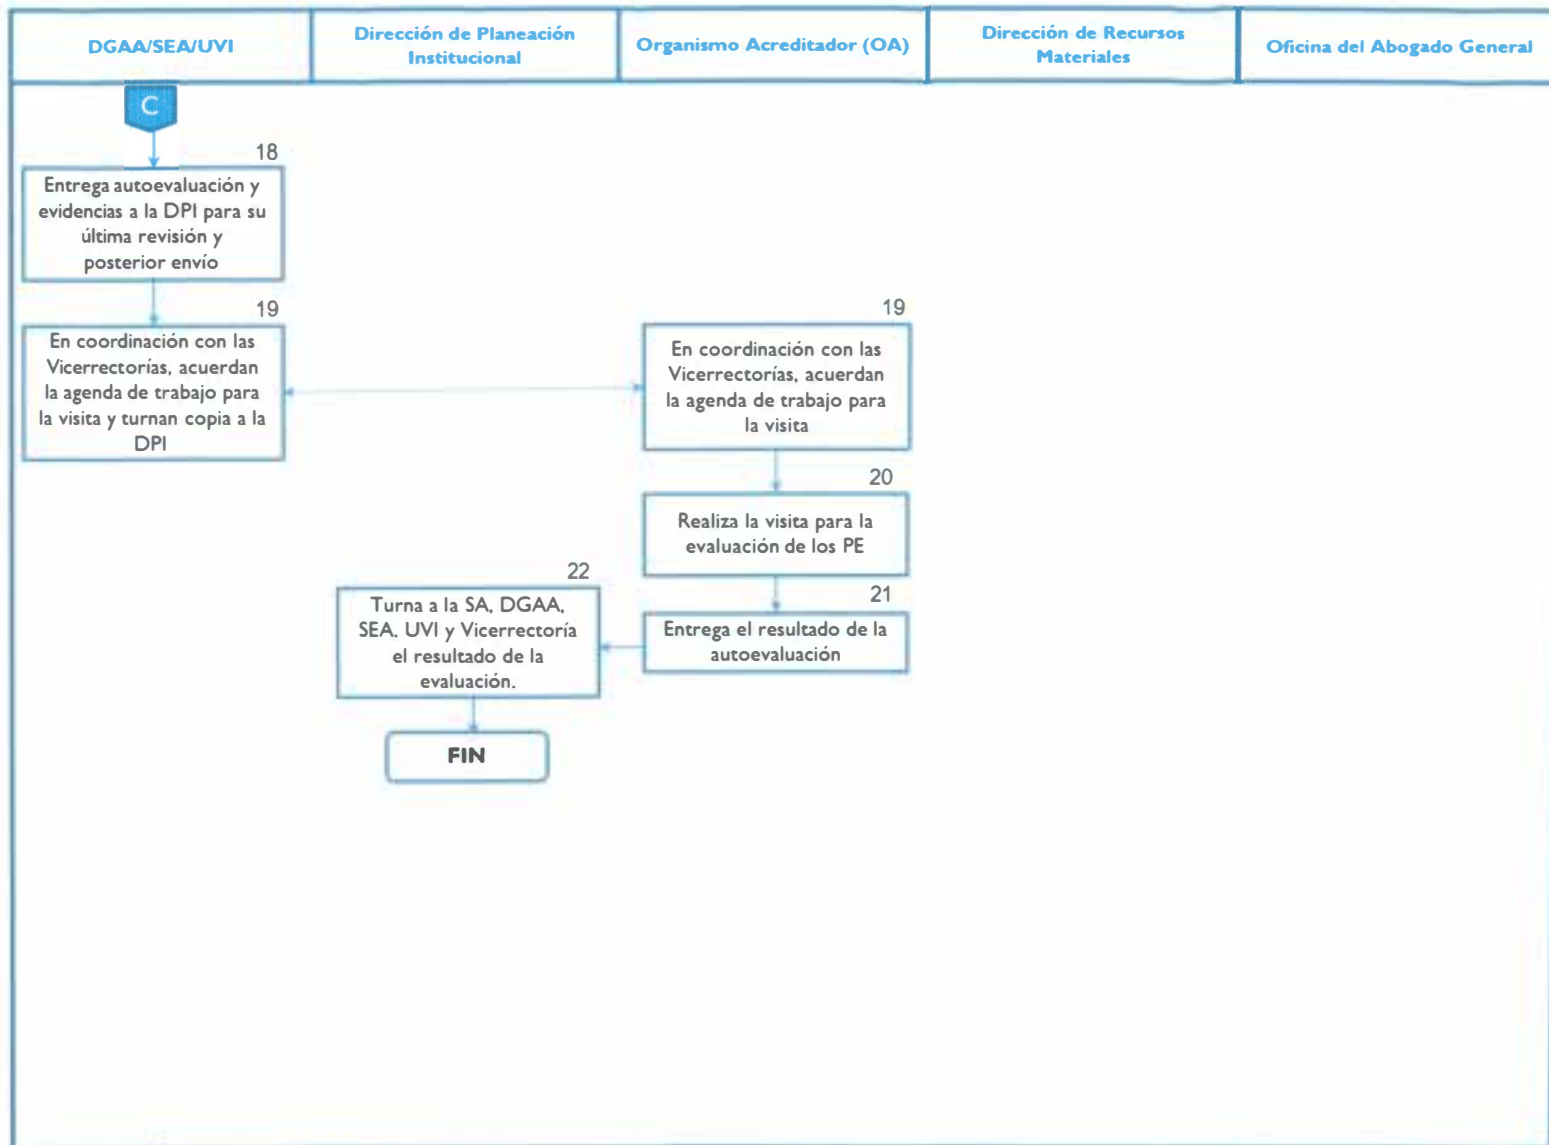 DGAA/SEA/UVI
Dirección de Planeación
Institucional
Organismo Acreditador (OA)
Dirección de Recursos
Materiales
Oficina del Abogado General
C
18
Entrega autoevaluación y
evidencias a la DPI para su
última revisión y
posterior envío
19
En coordinación con las
Vicerrectorías, acuerdan
la agenda de trabajo para
la visita y turnan copia a la
DPI
19
En coordinación con las
Vicerrectorías, acuerdan
la agenda de trabajo para
la visita
20
Realiza la visita para la
evaluación de los PE
21
Entrega el resultado de la
autoevaluación
22
Turna a la SA, DGAA,
SEA. UVI y Vicerrectoría
el resultado de la
evaluación.
FIN